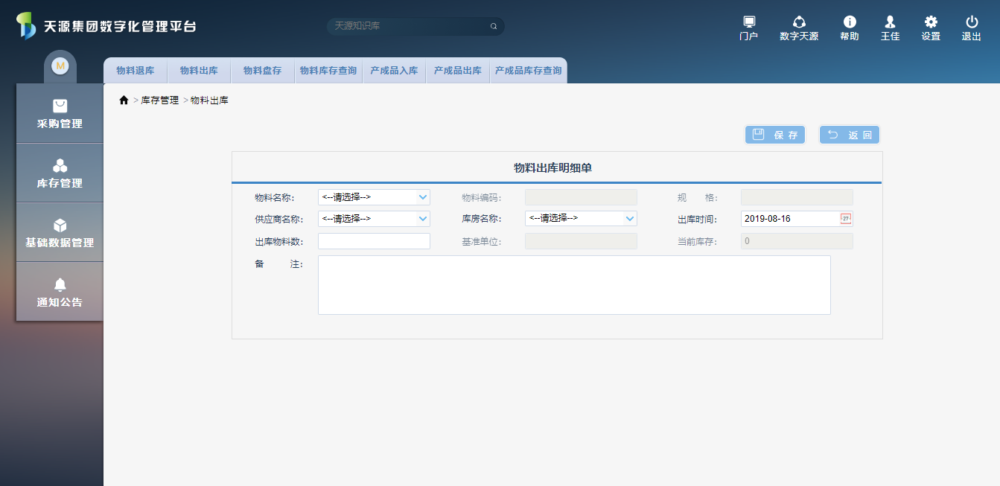 天源集团数字化管理平台
天源知识库
门户 数字天源 帮助 王佳 设置 退出
M
物料退库 物料出库 物料盘存 物料库存查询 产成品入库 产成品出库 产成品库存查询
> 库存管理 > 物料出库
采购管理
库存管理
基础数据管理
通知公告
保 存 返 回
物料出库明细单
物料名称: <--请选择--> 物料编码: 规 格:
供应商名称: <--请选择--> 库房名称: <--请选择--> 出库时间: 2019-08-16 27
出库物料数: 基准单位: 当前库存: 0
备 注: